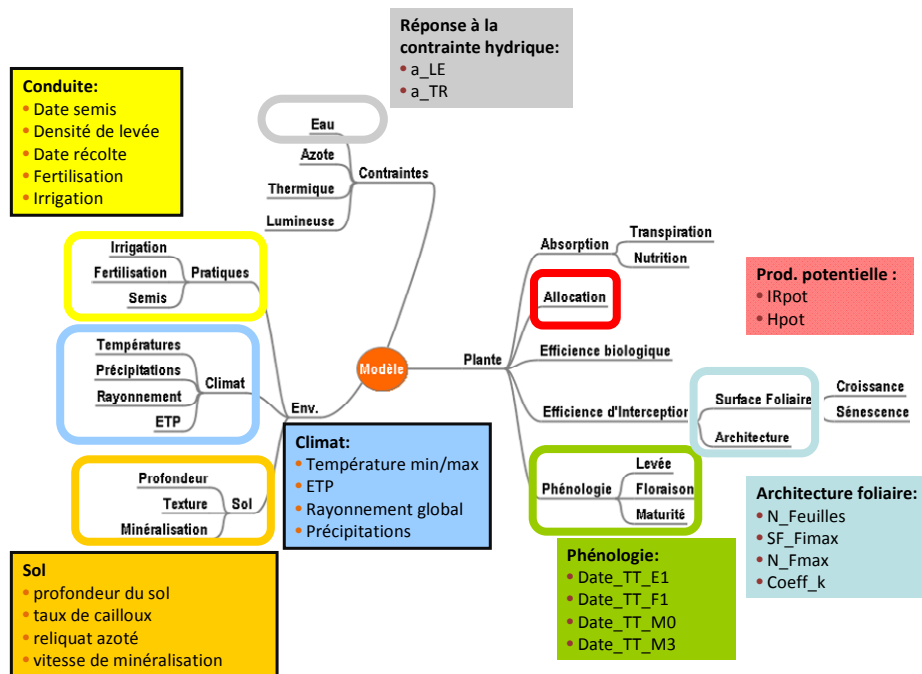 Réponse à la
contrainte hydrique:
• a_LE
• a_TR
Conduite:
• Date semis
• Densité de levée
• Date récolte
• Fertilisation
• Irrigation
Eau
Azote
Thermique
Lumineuse
Contraintes
Irrigation
Fertilisation
Semis
Pratiques
Températures
Précipitations
Rayonnement
ETP
Climat
Profondeur
Texture
Minéralisation
Sol
Env.
Modèle
Plante
Absorption
Transpiration
Nutrition
Allocation
Efficience biologique
Efficience d'Interception
Surface Foliaire
Architecture
Croissance
Sénescence
Phénologie
Levée
Floraison
Maturité
Prod. potentielle :
• IRpot
• Hpot
Climat:
• Température min/max
• ETP
• Rayonnement global
• Précipitations
Architecture foliaire:
• N_Feuilles
• SF_Fimax
• N_Fmax
• Coeff_k
Sol
• profondeur du sol
• taux de cailloux
• reliquat azoté
• vitesse de minéralisation
Phénologie:
• Date_TT_E1
• Date_TT_F1
• Date_TT_M0
• Date_TT_M3